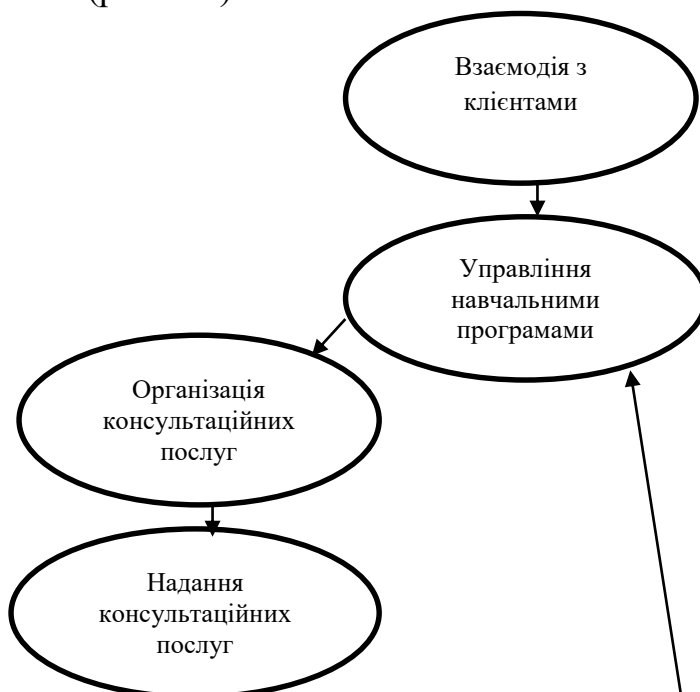 Взаємодія з
клієнтами
Управління
навчальними
програмами
Організація
консультаційних
послуг
Надання
консультаційних
послуг